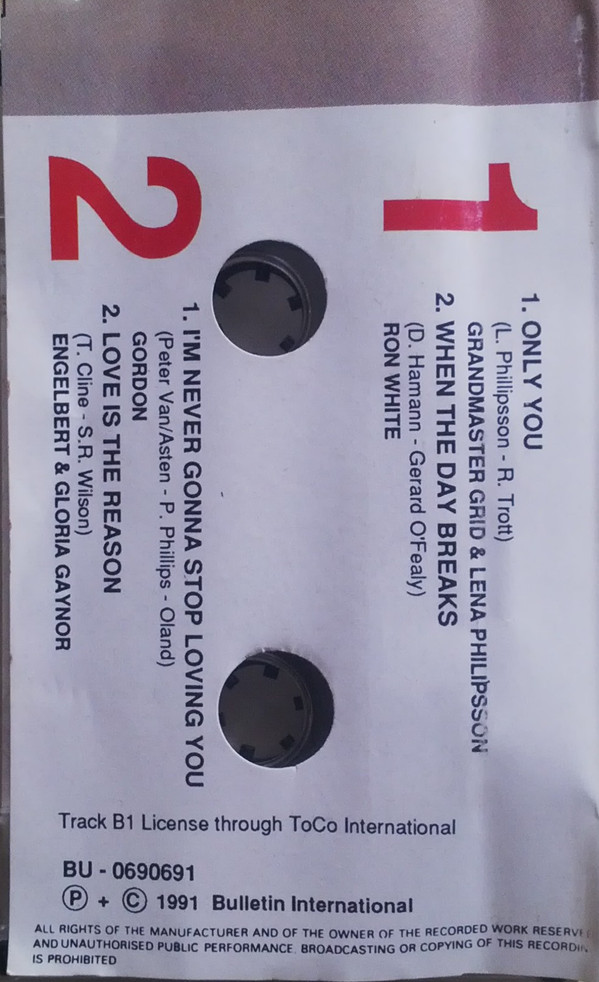 1
1. ONLY YOU
(L. Phillipsson - R. Trott)
GRANDMASTER GRID & LENA PHILIPSSON
2. WHEN THE DAY BREAKS
(D. Hamann - Gerard O'Fealy)
RON WHITE
2
1. I'M NEVER GONNA STOP LOVING YOU
(Peter Van/Asten - P. Phillips - Oland)
GORDON
2. LOVE IS THE REASON
(T. Cline - S.R. Wilson)
ENGELBERT & GLORIA GAYNOR
Track B1 License through ToCo International
BU - 0690691
Ⓟ + © 1991 Bulletin International
ALL RIGHTS OF THE MANUFACTURER AND OF THE OWNER OF THE RECORDED WORK
AND UNAUTHORISED PUBLIC PERFORMANCE. BROADCASTING OR COPYING OF THIS
IS PROHIBITED